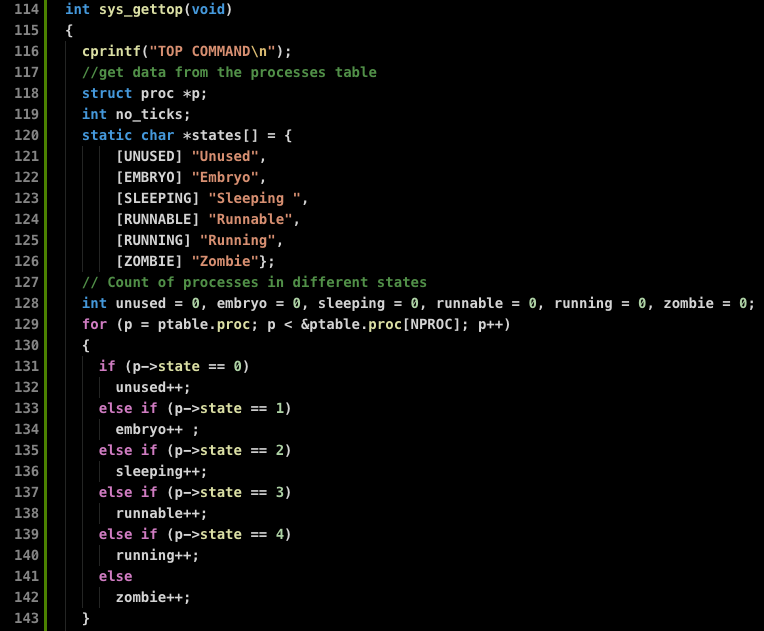 114 int sys_gettop(void)
115 {
116 cprintf("TOP COMMAND\n");
117 //get data from the processes table
118 struct proc *p;
119 int no_ticks;
120 static char *states[] = {
121 [UNUSED] "Unused",
122 [EMBRYO] "Embryo",
123 [SLEEPING] "Sleeping ",
124 [RUNNABLE] "Runnable",
125 [RUNNING] "Running",
126 [ZOMBIE] "Zombie"};
127 // Count of processes in different states
128 int unused = 0, embryo = 0, sleeping = 0, runnable = 0, running = 0, zombie = 0;
129 for (p = ptable.proc; p < &ptable.proc[NPROC]; p++)
130 {
131 if (p->state == 0)
132 unused++;
133 else if (p->state == 1)
134 embryo++ ;
135 else if (p->state == 2)
136 sleeping++;
137 else if (p->state == 3)
138 runnable++;
139 else if (p->state == 4)
140 running++;
141 else
142 zombie++;
143 }